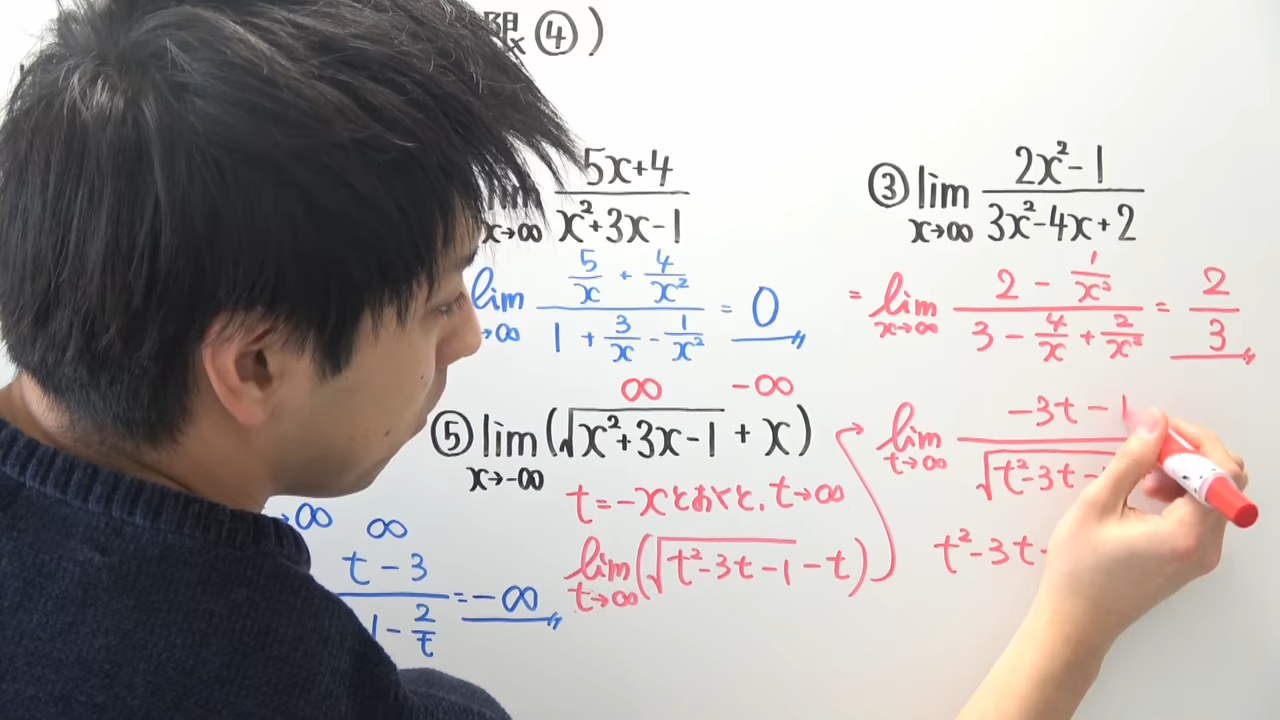 限④)
lim x→∞ (5x+4)/(x²+3x-1)
lim →∞ (5/x + 4/x²)/(1 + 3/x - 1/x²) = 0
③ lim x→∞ (2x²-1)/(3x²-4x+2)
= lim x→∞ (2 - 1/x²)/(3 - 4/x + 2/x²) = 2/3
∞ -∞
⑤ lim x→-∞ (√(x²+3x-1) + x)
t=-xとおくと、t→∞
lim t→∞ (√(t²-3t-1) - t)
lim t→∞ (-3t-1)/(√(t²-3t-
t²-3t-
→∞ ∞
(t-3)/(1-2/t) = -∞